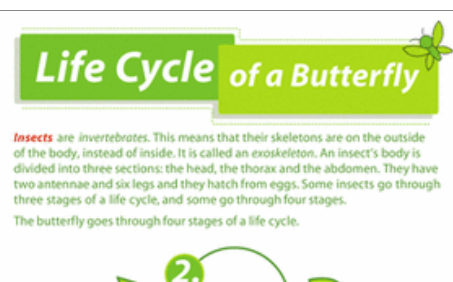 Life Cycle of a Butterfly
Insects are invertebrates. This means that their skeletons are on the outside
of the body, instead of inside. It is called an exoskeleton. An insect's body is
divided into three sections: the head, the thorax and the abdomen. They have
two antennae and six legs and they hatch from eggs. Some insects go through
three stages of a life cycle, and some go through four stages.
The butterfly goes through four stages of a life cycle.
2.